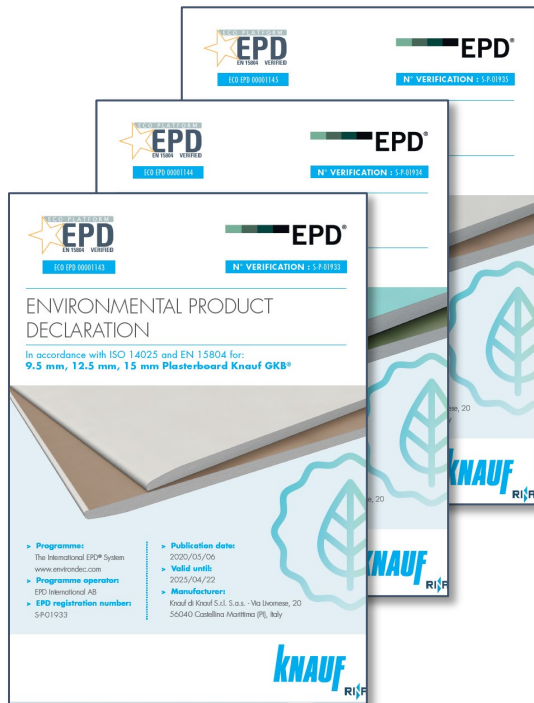 ECO PLATFORM
EPD
EN 15804 VERIFIED
ECO EPD 00001145
EPD®
N° VERIFICATION : S-P-01935
ECO PLATFORM
EPD
EN 15804 VERIFIED
ECO EPD 00001144
EPD®
N° VERIFICATION : S-P-01934
ECO PLATFORM
EPD
EN 15804 VERIFIED
ECO EPD 00001143
EPD®
N° VERIFICATION : S-P-01933
ENVIRONMENTAL PRODUCT
DECLARATION
In accordance with ISO 14025 and EN 15804 for:
9.5 mm, 12.5 mm, 15 mm Plasterboard Knauf GKB®
> Programme:
The International EPD® System
www.environdec.com
> Programme operator:
EPD International AB
> EPD registration number:
S-P-01933
> Publication date:
2020/05/06
> Valid until:
2025/04/22
> Manufacturer:
Knauf di Knauf S.r.l. S.a.s. - Via Livornese, 20
56040 Castellina Marittima (PI), Italy
KNAUF
, 20
KNAUF
, 20
KNAUF